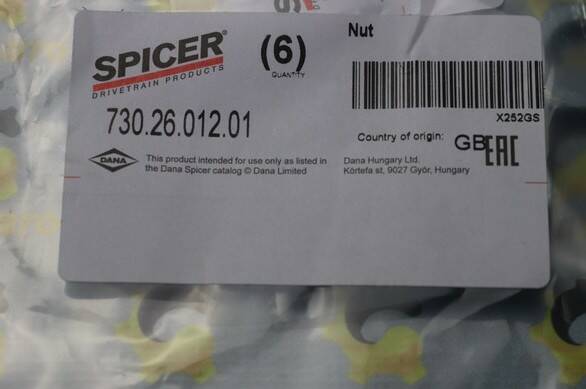 SPICER®
DRIVETRAIN PRODUCTS
(6)
QUANTITY
Nut
730.26.012.01
X252GS
Country of origin: GB
EAC
DANA
This product intended for use only as listed in
the Dana Spicer catalog © Dana Limited
Dana Hungary Ltd.
Körtefa st, 9027 Győr, Hungary